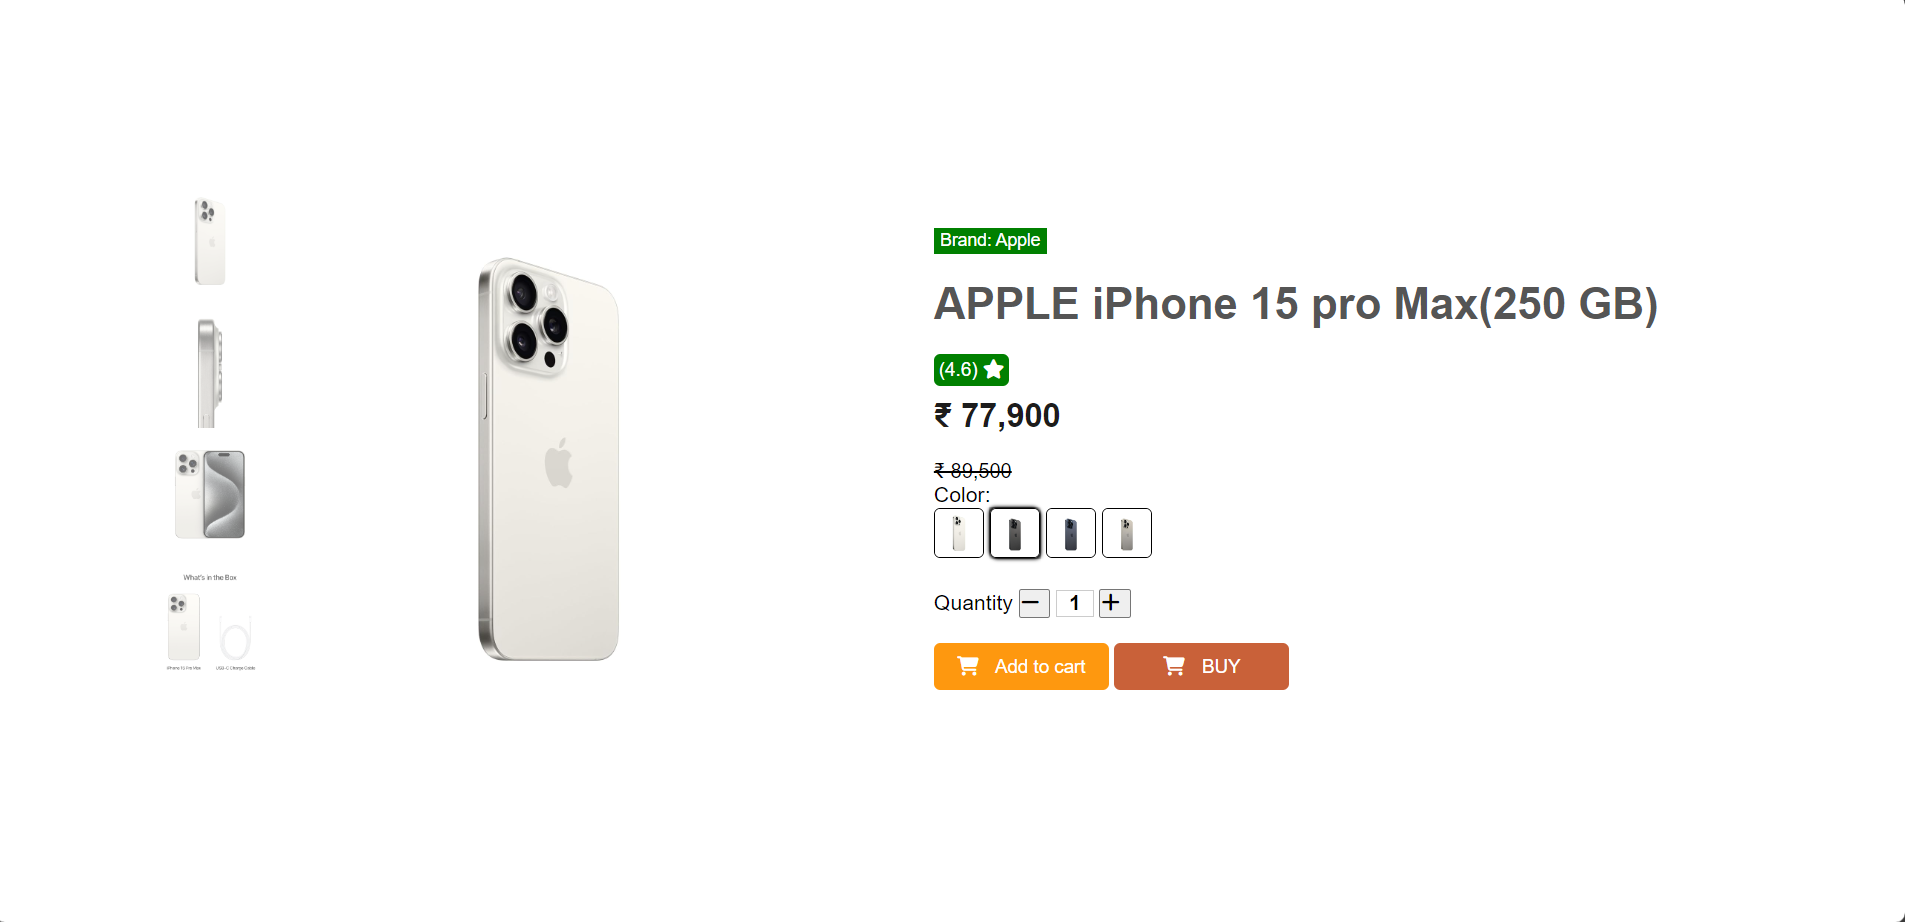 What's in the Box
iPhone 15 Pro Max
USB-C Charge Cable
Brand: Apple
APPLE iPhone 15 pro Max(250 GB)
(4.6)
₹ 77,900
₹ 89,500
Color:
Quantity 1
Add to cart
BUY